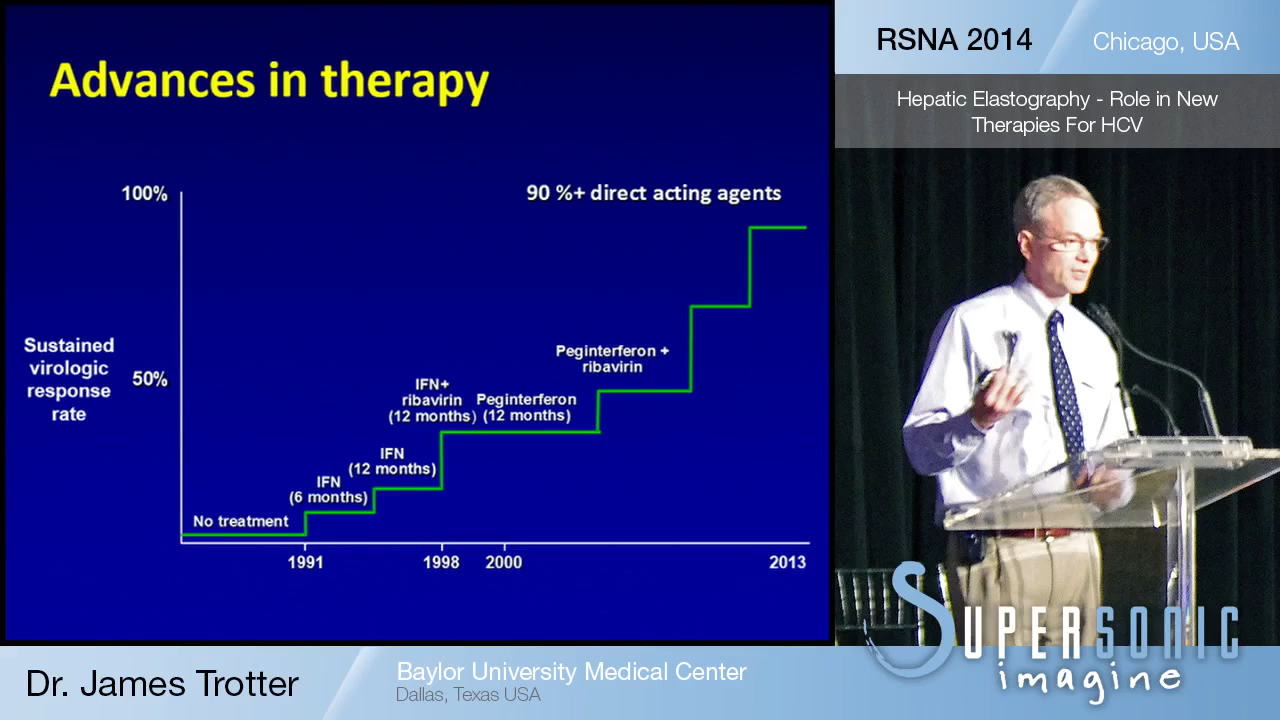 Advances in therapy
100%
90 %+ direct acting agents
Sustained
virologic
response
rate
50%
Peginterferon +
ribavirin
IFN+
ribavirin
(12 months)
Peginterferon
(12 months)
IFN
(12 months)
IFN
(6 months)
No treatment
1991
1998
2000
2013
RSNA 2014
Chicago, USA
Hepatic Elastography - Role in New
Therapies For HCV
SUPERSONIC
imagine
Dr. James Trotter
Baylor University Medical Center
Dallas, Texas USA